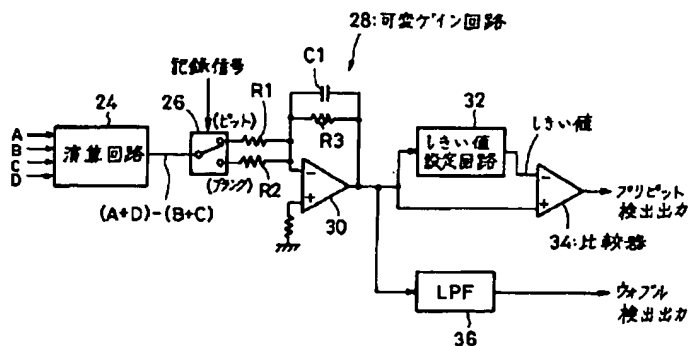 28:可変ゲイン回路
記録信号
C1
24
26
(ピット)
R1
R3
32
しきい値
A
B
C
D
演算回路
しきい値
設定回路
(ブランク)
R2
−
+
30
−
+
プリピット
検出出力
(A+D)-(B+C)
34:比較器
LPF
36
ウォブル
検出出力